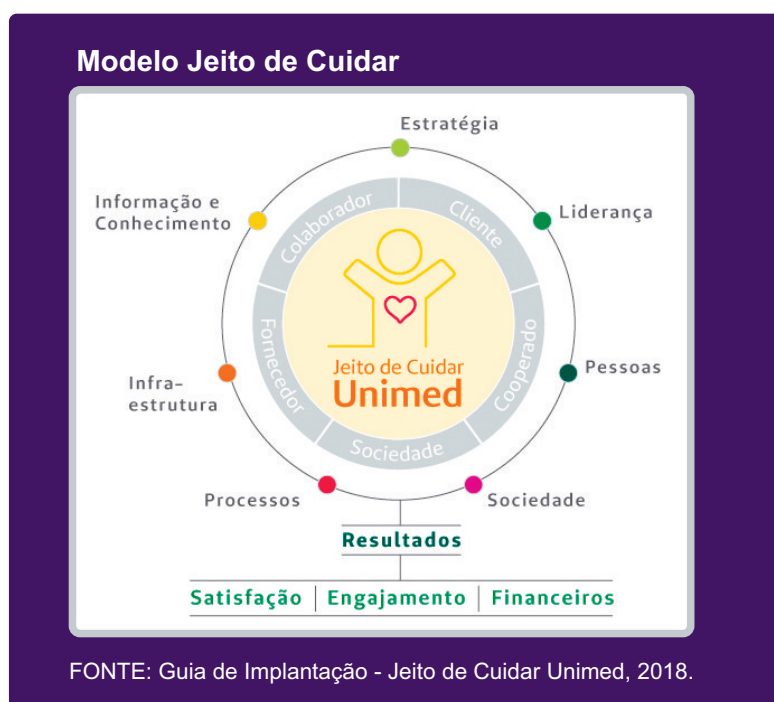 Modelo Jeito de Cuidar
Estratégia
Informação e
Conhecimento
Liderança
Colaborador
Cliente
Fornecedor
Cooperado
Sociedade
Jeito de Cuidar
Unimed
Infra-
estrutura
Pessoas
Processos
Sociedade
Resultados
Satisfação | Engajamento | Financeiros
FONTE: Guia de Implantação - Jeito de Cuidar Unimed, 2018.